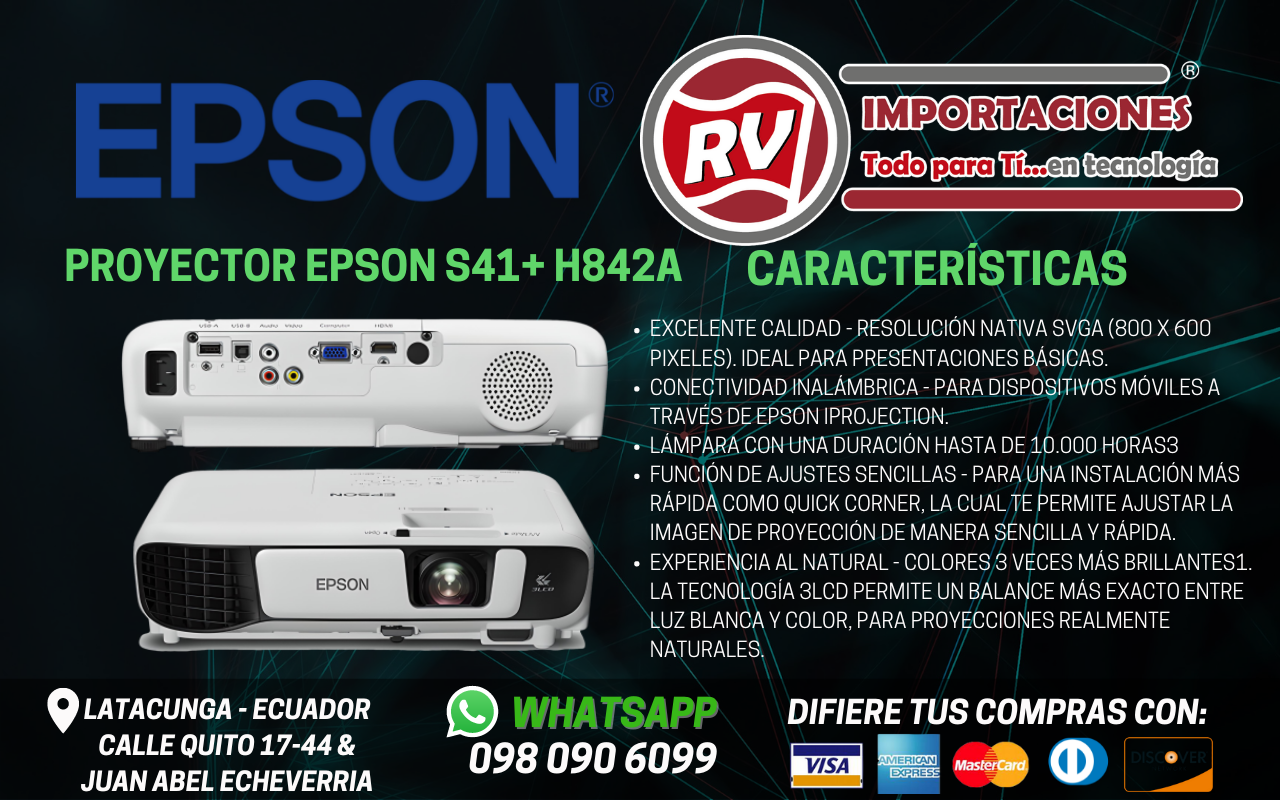 EPSON®
RV
IMPORTACIONES
®
Todo para Tí...en tecnología
PROYECTOR EPSON S41+ H842A
CARACTERÍSTICAS
USB-A USB-B Audio Video Computer HDMI
EPSON
EPSON
3LCD
• EXCELENTE CALIDAD - RESOLUCIÓN NATIVA SVGA (800 X 600
PIXELES). IDEAL PARA PRESENTACIONES BÁSICAS.
• CONECTIVIDAD INALÁMBRICA - PARA DISPOSITIVOS MÓVILES A
TRAVÉS DE EPSON IPROJECTION.
• LÁMPARA CON UNA DURACIÓN HASTA DE 10.000 HORAS3
• FUNCIÓN DE AJUSTES SENCILLAS - PARA UNA INSTALACIÓN MÁS
RÁPIDA COMO QUICK CORNER, LA CUAL TE PERMITE AJUSTAR LA
IMAGEN DE PROYECCIÓN DE MANERA SENCILLA Y RÁPIDA.
• EXPERIENCIA AL NATURAL - COLORES 3 VECES MÁS BRILLANTES1.
LA TECNOLOGÍA 3LCD PERMITE UN BALANCE MÁS EXACTO ENTRE
LUZ BLANCA Y COLOR, PARA PROYECCIONES REALMENTE
NATURALES.
LATACUNGA - ECUADOR
CALLE QUITO 17-44 &
JUAN ABEL ECHEVERRIA
WHATSAPP
098 090 6099
DIFIERE TUS COMPRAS CON:
VISA
AMERICAN
EXPRESS
MasterCard
DISCOVER